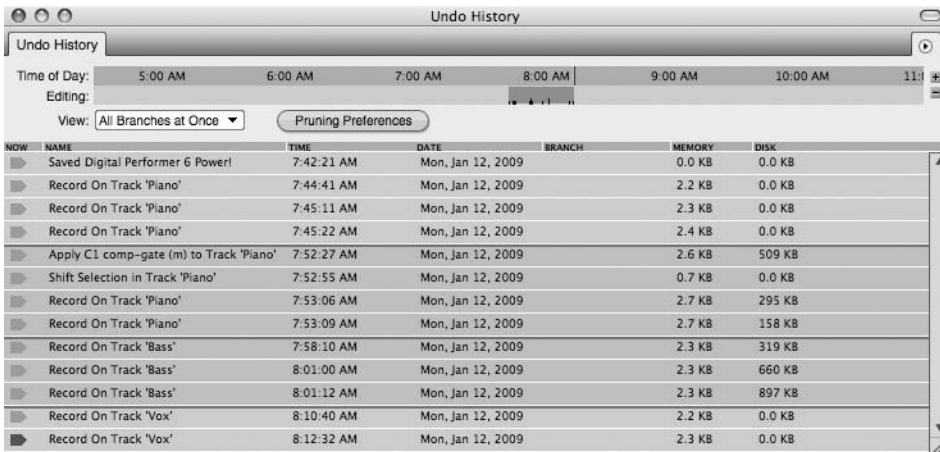 Undo History
Undo History
Time of Day: 5:00 AM 6:00 AM 7:00 AM 8:00 AM 9:00 AM 10:00 AM
Editing:
View: All Branches at Once Pruning Preferences
NOW NAME TIME DATE BRANCH MEMORY DISK
Saved Digital Performer 6 Power! 7:42:21 AM Mon, Jan 12, 2009 0.0 KB 0.0 KB
Record On Track 'Piano' 7:44:41 AM Mon, Jan 12, 2009 2.2 KB 0.0 KB
Record On Track 'Piano' 7:45:11 AM Mon, Jan 12, 2009 2.3 KB 0.0 KB
Record On Track 'Piano' 7:45:22 AM Mon, Jan 12, 2009 2.4 KB 0.0 KB
Apply C1 comp-gate (m) to Track 'Piano' 7:52:27 AM Mon, Jan 12, 2009 2.6 KB 509 KB
Shift Selection in Track 'Piano' 7:52:55 AM Mon, Jan 12, 2009 0.7 KB 0.0 KB
Record On Track 'Piano' 7:53:06 AM Mon, Jan 12, 2009 2.7 KB 295 KB
Record On Track 'Piano' 7:53:09 AM Mon, Jan 12, 2009 2.7 KB 158 KB
Record On Track 'Bass' 7:58:10 AM Mon, Jan 12, 2009 2.3 KB 319 KB
Record On Track 'Bass' 8:01:00 AM Mon, Jan 12, 2009 2.3 KB 660 KB
Record On Track 'Bass' 8:01:12 AM Mon, Jan 12, 2009 2.3 KB 897 KB
Record On Track 'Vox' 8:10:40 AM Mon, Jan 12, 2009 2.2 KB 0.0 KB
Record On Track 'Vox' 8:12:32 AM Mon, Jan 12, 2009 2.3 KB 0.0 KB